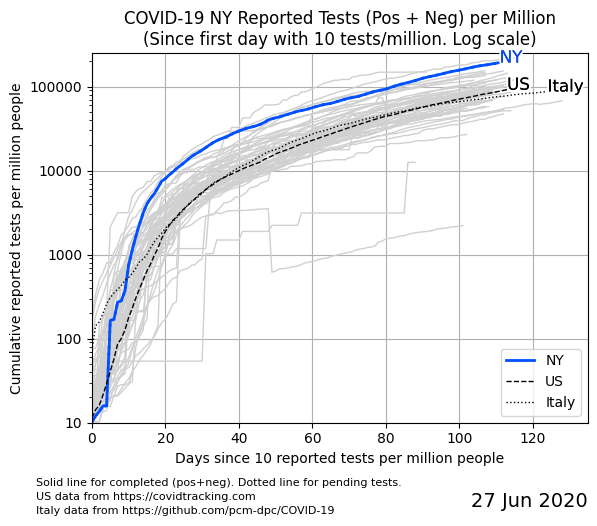 COVID-19 NY Reported Tests (Pos + Neg) per Million
(Since first day with 10 tests/million. Log scale)
NY
US
Italy
100000
10000
1000
100
10
Cumulative reported tests per million people
NY
US
Italy
0 20 40 60 80 100 120
Days since 10 reported tests per million people
Solid line for completed (pos+neg). Dotted line for pending tests.
US data from https://covidtracking.com
Italy data from https://github.com/pcm-dpc/COVID-19
27 Jun 2020